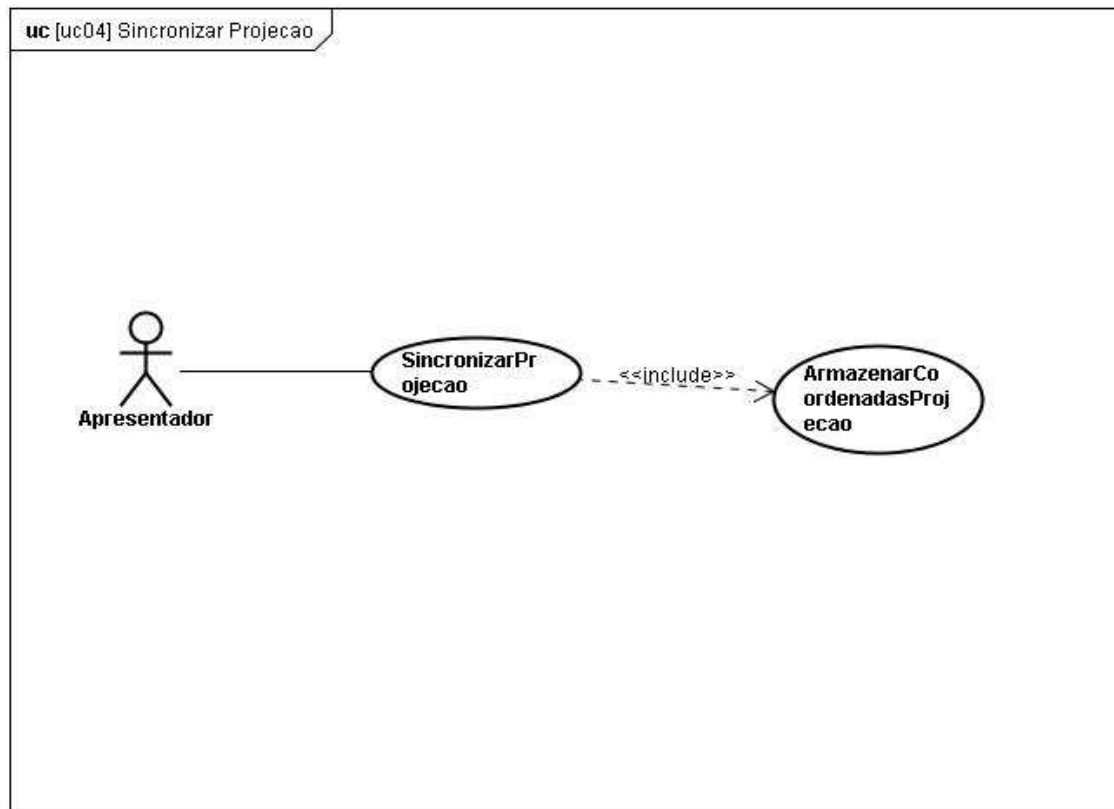 uc [uc04] Sincronizar Projecao
SincronizarPr
ojecao
<<include>>
ArmazenarCo
ordenadasProj
ecao
Apresentador